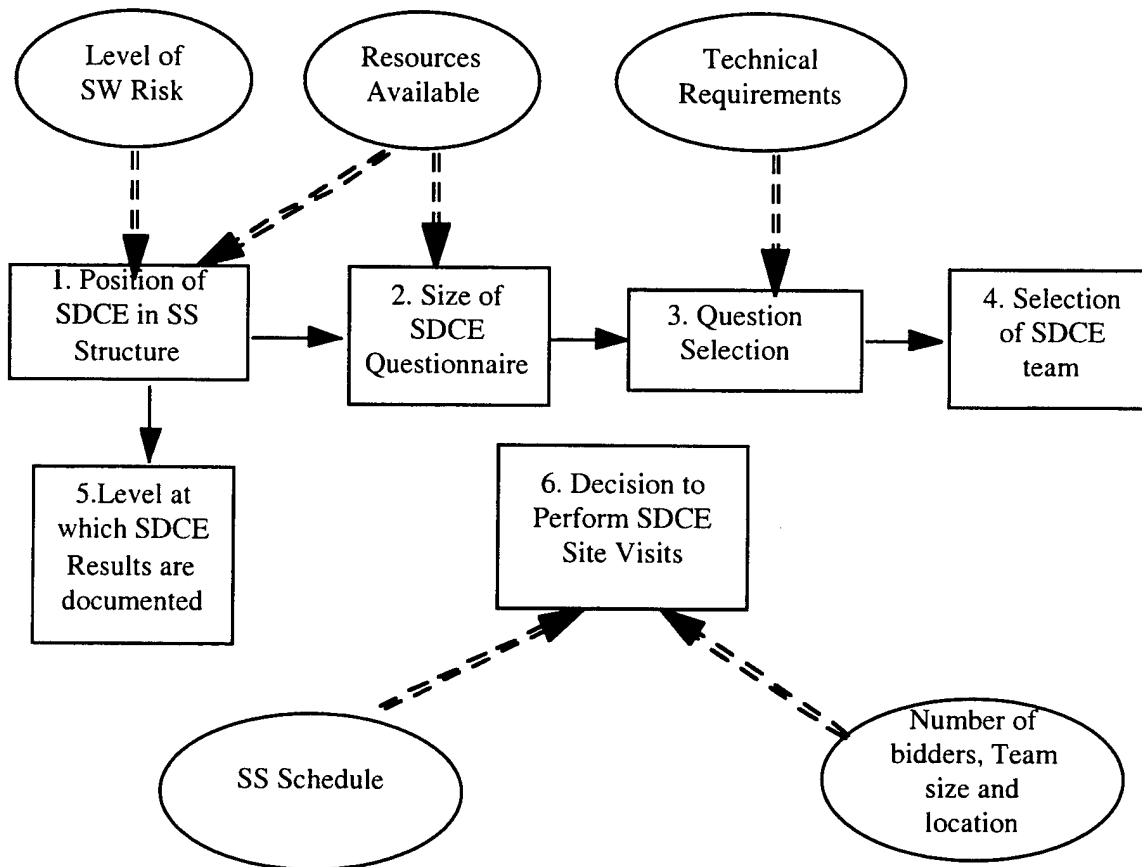 Level of
SW Risk
Resources
Available
Technical
Requirements
1. Position of
SDCE in SS
Structure
2. Size of
SDCE
Questionnaire
3. Question
Selection
4. Selection
of SDCE
team
5.Level at
which SDCE
Results are
documented
6. Decision to
Perform SDCE
Site Visits
SS Schedule
Number of
bidders, Team
size and
location